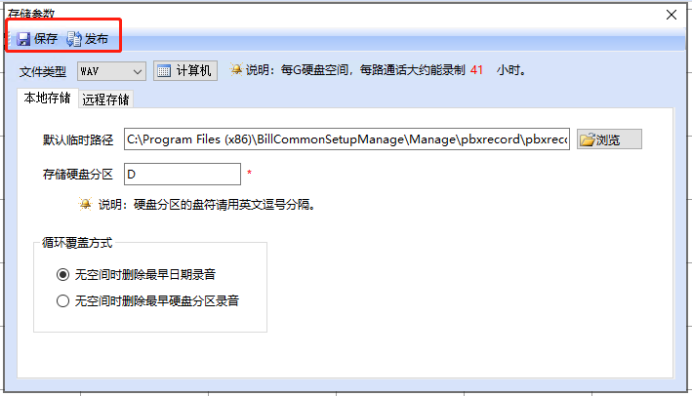 存储参数
保存 发布
文件类型 WAV 计算机 说明：每G硬盘空间，每路通话大约能录制 41 小时。
本地存储 远程存储
默认临时路径 C:\Program Files (x86)\BillCommonSetupManage\Manage\pbxrecord\pbxrec 浏览
存储硬盘分区 D *
说明：硬盘分区的盘符请用英文逗号分隔。
循环覆盖方式
无空间时删除最早日期录音
无空间时删除最早硬盘分区录音